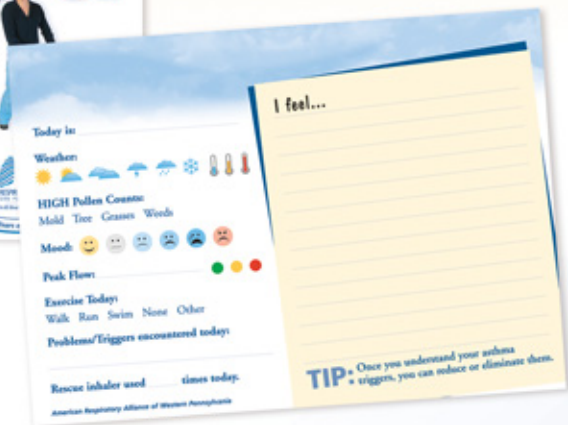 Today is:
Weather:
HIGH Pollen Counts:
Mold Tree Grasses Weeds
Mood:
Peak Flow:
Exercise Today:
Walk Run Swim None Other
Problems/Triggers encountered today:
Rescue inhaler used times today.
American Respiratory Alliance of Western Pennsylvania
I feel...
TIP: Once you understand your asthma
triggers, you can reduce or eliminate them.